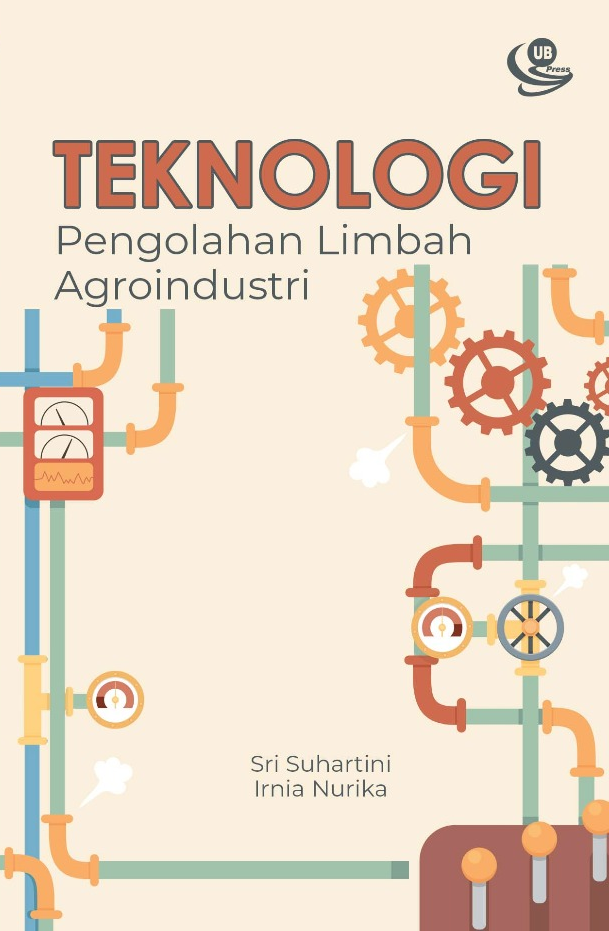 UB
Press
TEKNOLOGI
Pengolahan Limbah
Agroindustri
Sri Suhartini
Irnia Nurika